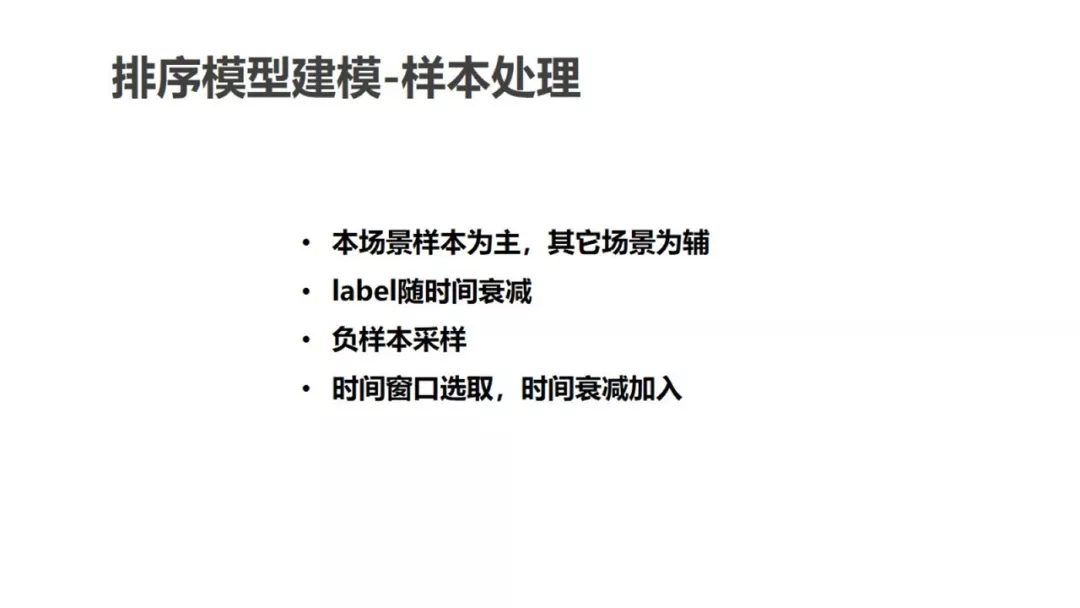 排序模型建模-样本处理
• 本场景样本为主，其它场景为辅
• label随时间衰减
• 负样本采样
• 时间窗口选取，时间衰减加入